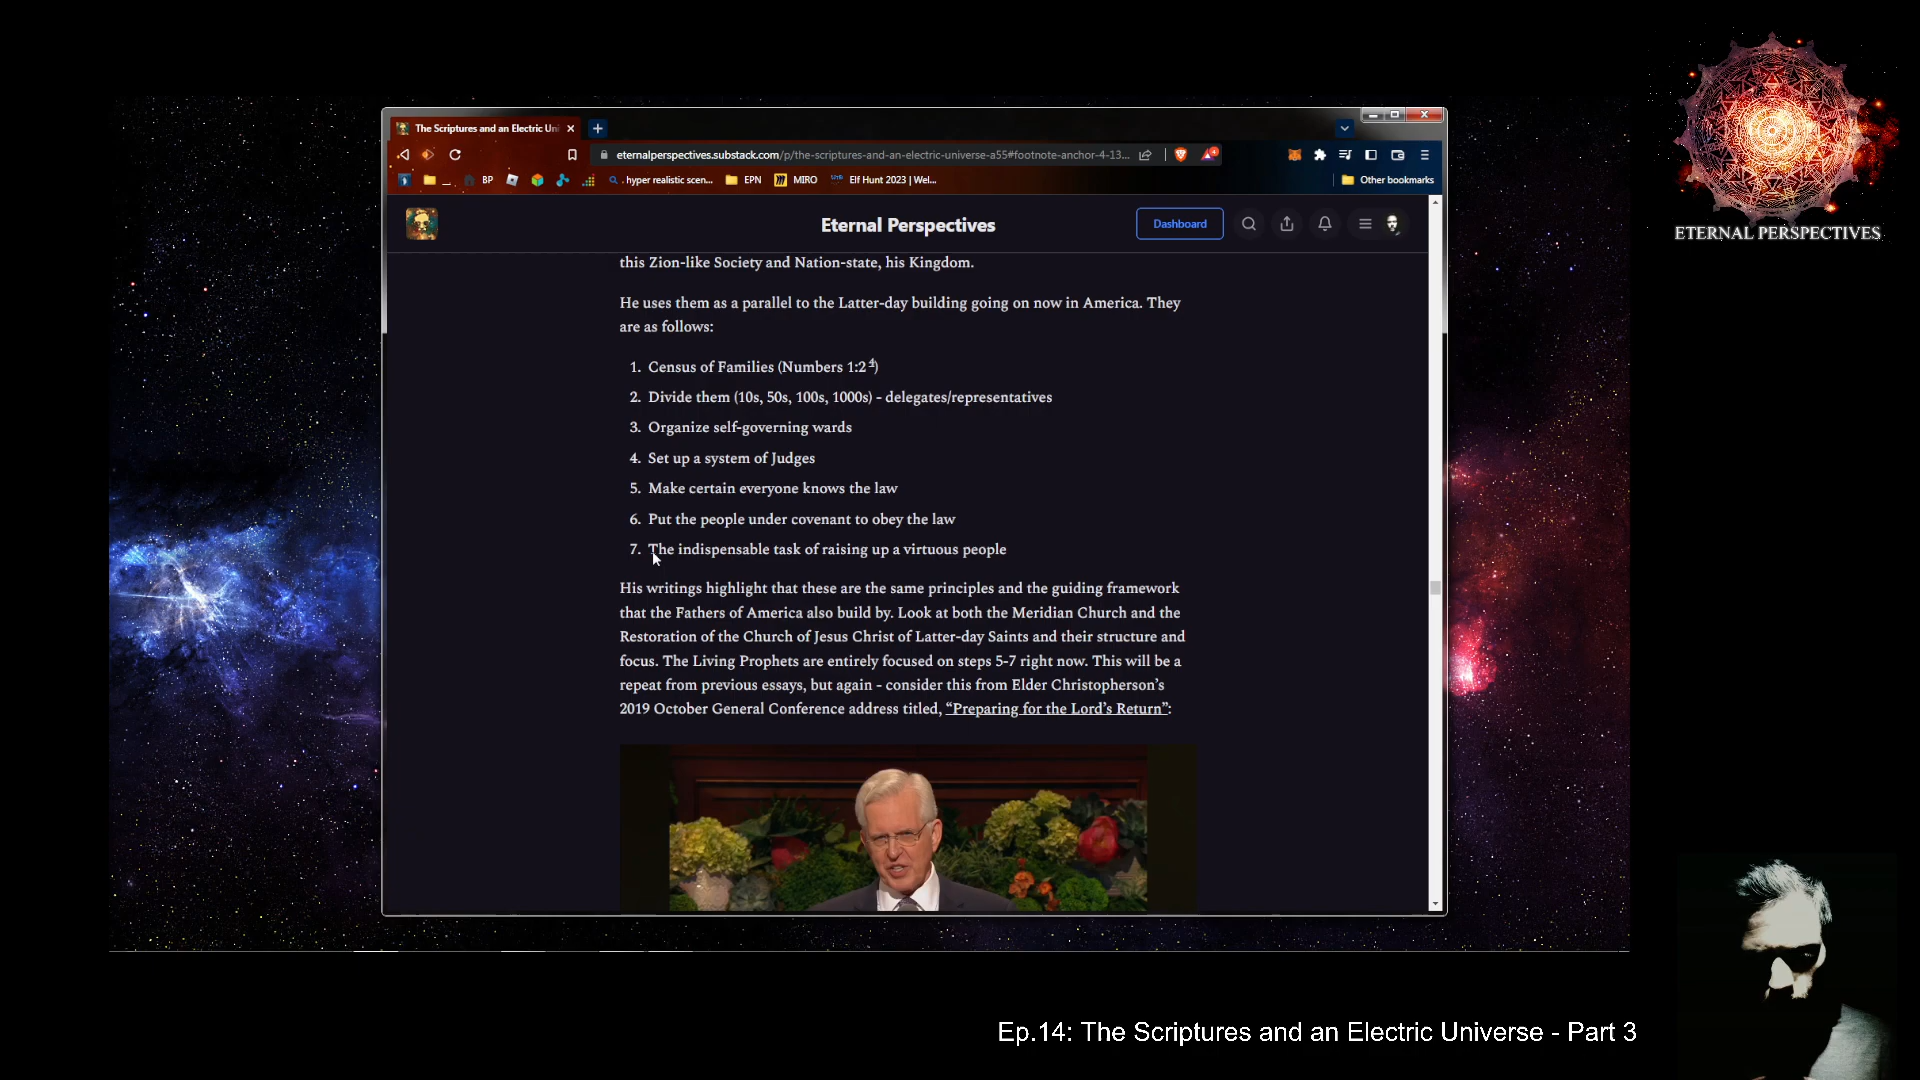 The Scriptures and an Electric Uni
eternalperspectives.substack.com/p/the-scriptures-and-an-electric-universe-a55#footnote-anchor-4-13...
BP
. hyper realistic scen...
EPN
MIRO
Elf Hunt 2023 | Wel...
Other bookmarks
Eternal Perspectives
Dashboard
ETERNAL PERSPECTIVES
this Zion-like Society and Nation-state, his Kingdom.
He uses them as a parallel to the Latter-day building going on now in America. They
are as follows:
1. Census of Families (Numbers 1:2 4)
2. Divide them (10s, 50s, 100s, 1000s) - delegates/representatives
3. Organize self-governing wards
4. Set up a system of Judges
5. Make certain everyone knows the law
6. Put the people under covenant to obey the law
7. The indispensable task of raising up a virtuous people
His writings highlight that these are the same principles and the guiding framework
that the Fathers of America also build by. Look at both the Meridian Church and the
Restoration of the Church of Jesus Christ of Latter-day Saints and their structure and
focus. The Living Prophets are entirely focused on steps 5-7 right now. This will be a
repeat from previous essays, but again - consider this from Elder Christopherson’s
2019 October General Conference address titled, “Preparing for the Lord’s Return”:
Ep.14: The Scriptures and an Electric Universe - Part 3